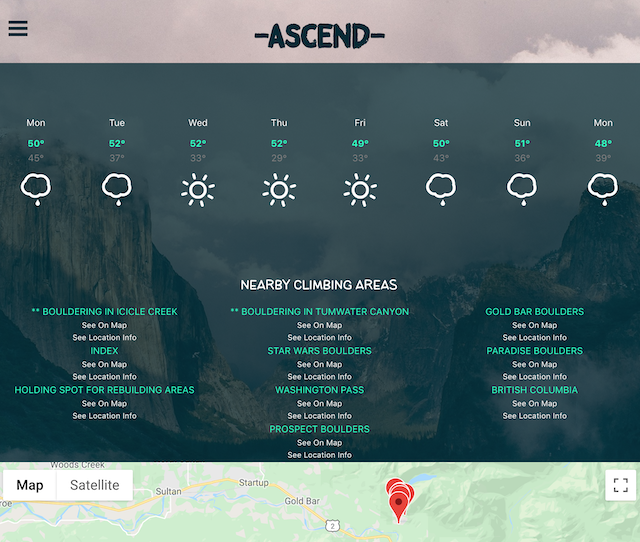 -ASCEND-
Mon Tue Wed Thu Fri Sat Sun Mon
50° 52° 52° 52° 49° 50° 51° 48°
45° 37° 33° 29° 33° 43° 36° 39°
NEARBY CLIMBING AREAS
** BOULDERING IN ICICLE CREEK
See On Map
See Location Info
INDEX
See On Map
See Location Info
HOLDING SPOT FOR REBUILDING AREAS
See On Map
See Location Info
** BOULDERING IN TUMWATER CANYON
See On Map
See Location Info
STAR WARS BOULDERS
See On Map
See Location Info
WASHINGTON PASS
See On Map
See Location Info
PROSPECT BOULDERS
See On Map
See Location Info
GOLD BAR BOULDERS
See On Map
See Location Info
PARADISE BOULDERS
See On Map
See Location Info
BRITISH COLUMBIA
See On Map
See Location Info
Woods Creek
Map Satellite
roe
Sultan
Startup
Gold Bar
2